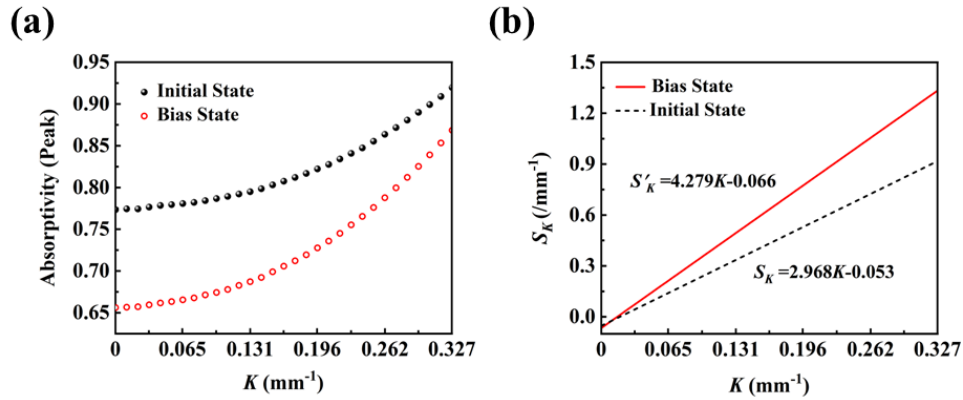 (a)
0.95
0.90
0.85
0.80
0.75
0.70
0.65
Absorptivity (Peak)
Initial State
Bias State
0 0.065 0.131 0.196 0.262 0.327
K (mm⁻¹)
(b)
1.5
1.2
0.9
0.6
0.3
0.0
S_K (/mm⁻¹)
Bias State
Initial State
S′_K =4.279K-0.066
S_K =2.968K-0.053
0 0.065 0.131 0.196 0.262 0.327
K (mm⁻¹)